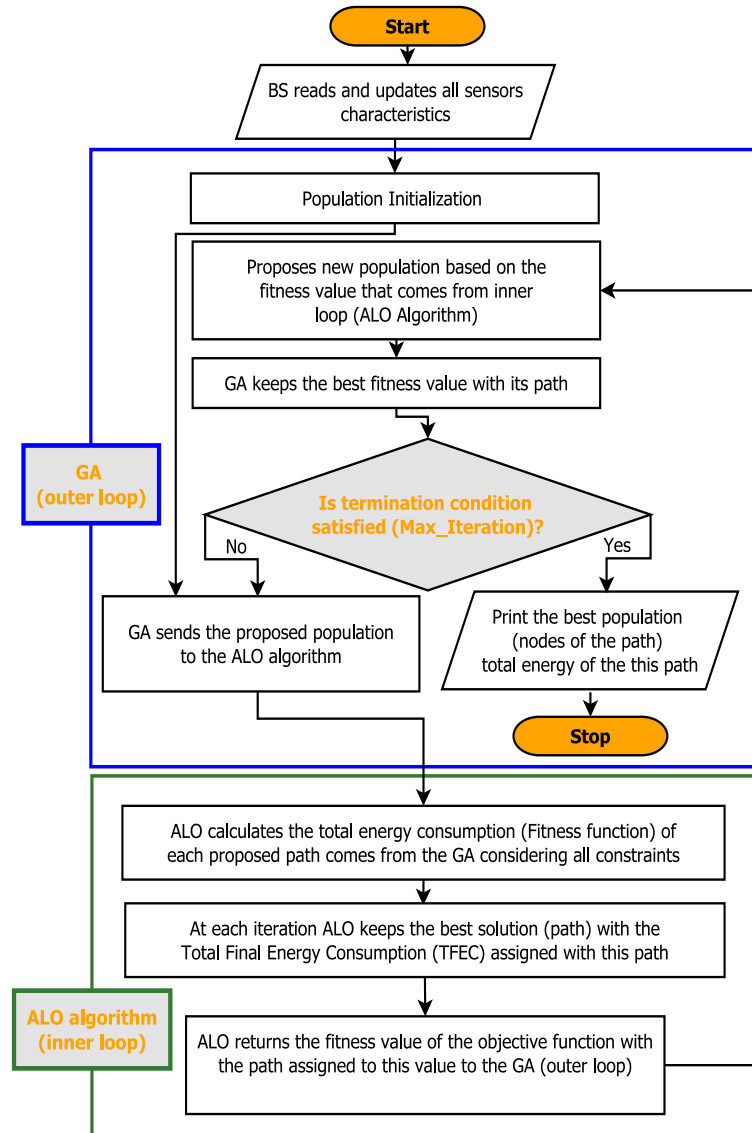 Start
BS reads and updates all sensors
characteristics
Population Initialization
Proposes new population based on the
fitness value that comes from inner
loop (ALO Algorithm)
GA keeps the best fitness value with its path
GA
(outer loop)
Is termination condition
satisfied (Max_Iteration)?
No
Yes
GA sends the proposed population
to the ALO algorithm
Print the best population
(nodes of the path)
total energy of the this path
Stop
ALO calculates the total energy consumption (Fitness function) of
each proposed path comes from the GA considering all constraints
At each iteration ALO keeps the best solution (path) with the
Total Final Energy Consumption (TFEC) assigned with this path
ALO algorithm
(inner loop)
ALO returns the fitness value of the objective function with
the path assigned to this value to the GA (outer loop)